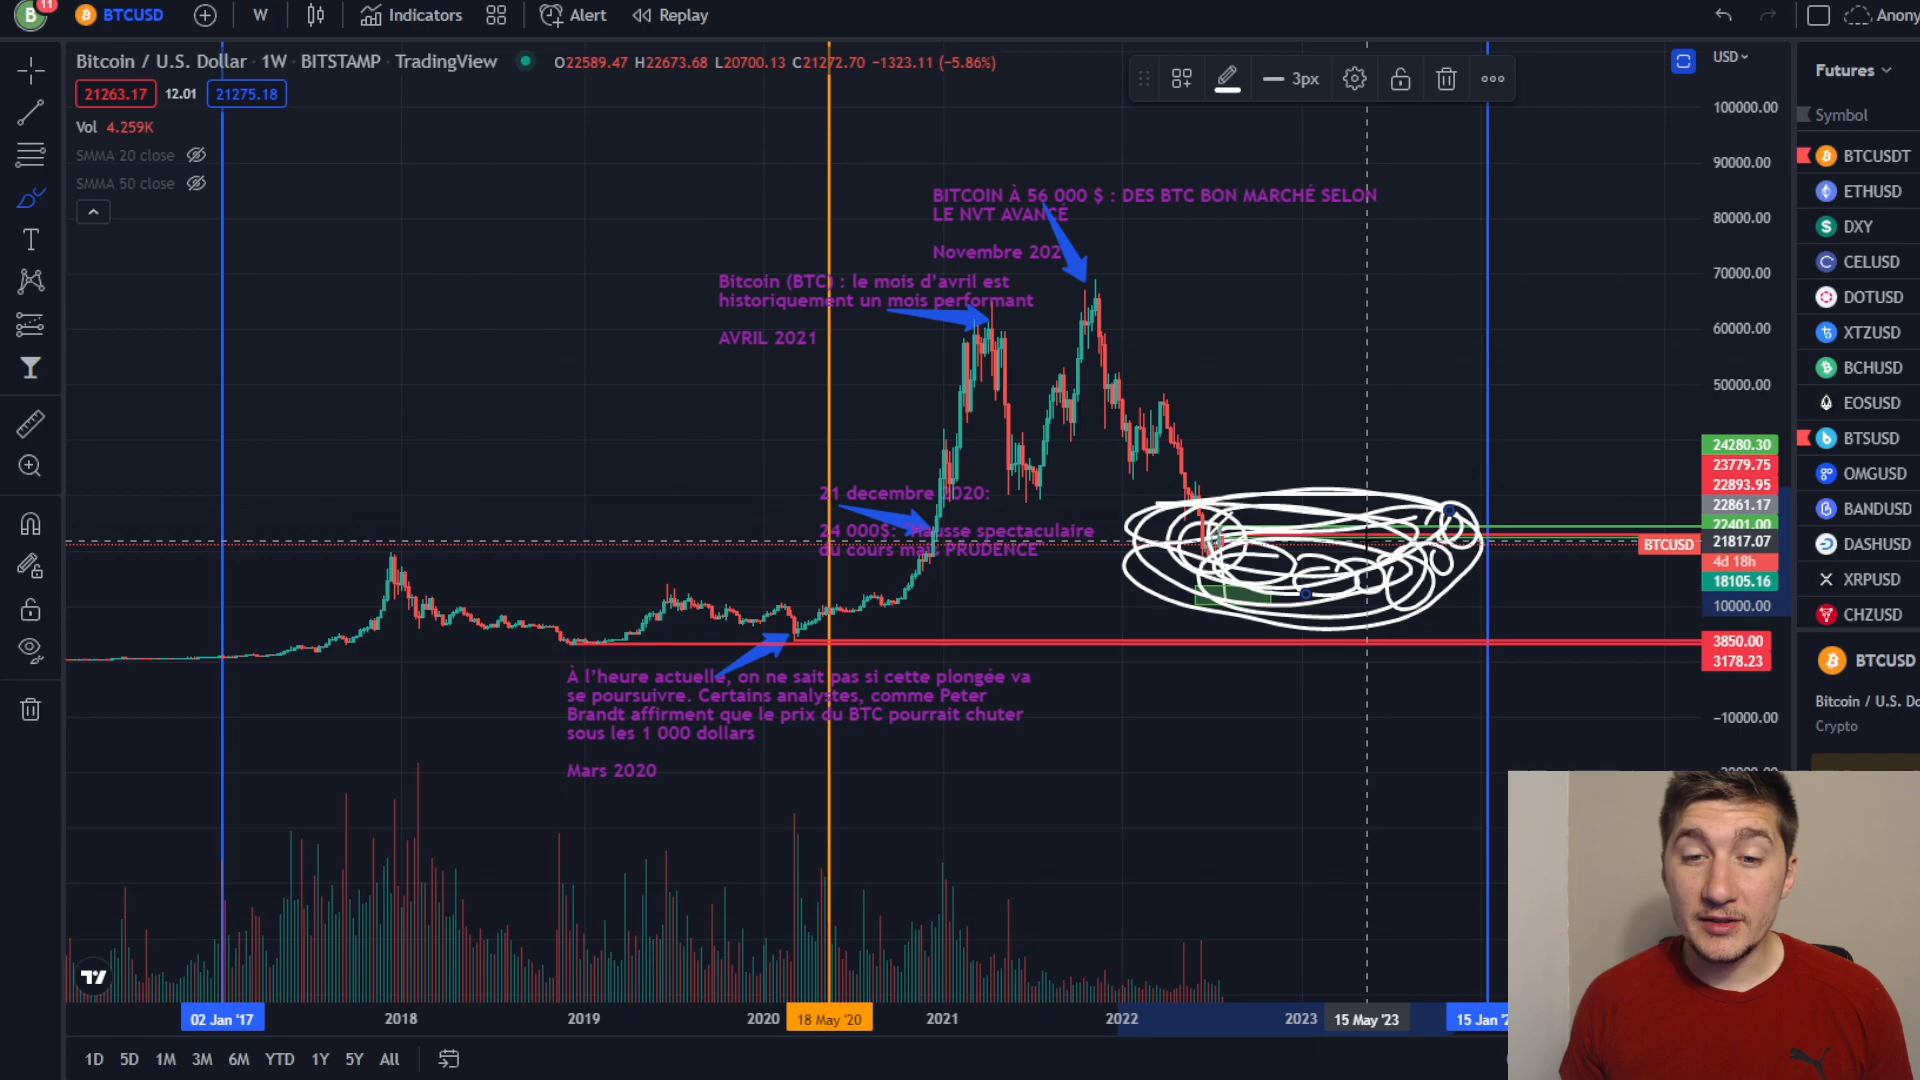 11
BTCUSD
W
Indicators
Alert
Replay
Anony
Bitcoin / U.S. Dollar · 1W · BITSTAMP · TradingView
O22589.47 H22673.68 L20700.13 C21272.70 −1323.11 (−5.86%)
21263.17 12.01 21275.18
Vol 4.259K
SMMA 20 close
SMMA 50 close
3px
USD
Futures
Symbol
BTCUSDT
ETHUSD
DXY
CELUSD
DOTUSD
XTZUSD
BCHUSD
EOSUSD
BTSUSD
OMGUSD
BANDUSD
DASHUSD
XRPUSD
CHZUSD
BTCUSD
Bitcoin / U.S. Do
Crypto
100000.00
90000.00
80000.00
70000.00
60000.00
50000.00
24280.30
23779.75
22893.95
22861.17
22401.00
BTCUSD
21817.07
4d 18h
18105.16
10000.00
3850.00
3178.23
−10000.00
BITCOIN À 56 000 $ : DES BTC BON MARCHÉ SELON
LE NVT AVANCÉ
Novembre 202
Bitcoin (BTC) : le mois d'avril est
historiquement un mois performant
AVRIL 2021
21 decembre 2020:
24 000$: "Hausse spectaculaire
du cours mais PRUDENCE"
À l'heure actuelle, on ne sait pas si cette plongée va
se poursuivre. Certains analystes, comme Peter
Brandt affirment que le prix du BTC pourrait chuter
sous les 1 000 dollars
Mars 2020
02 Jan '17
2018
2019
2020
18 May '20
2021
2022
2023
15 May '23
15 Jan '
1D 5D 1M 3M 6M YTD 1Y 5Y All